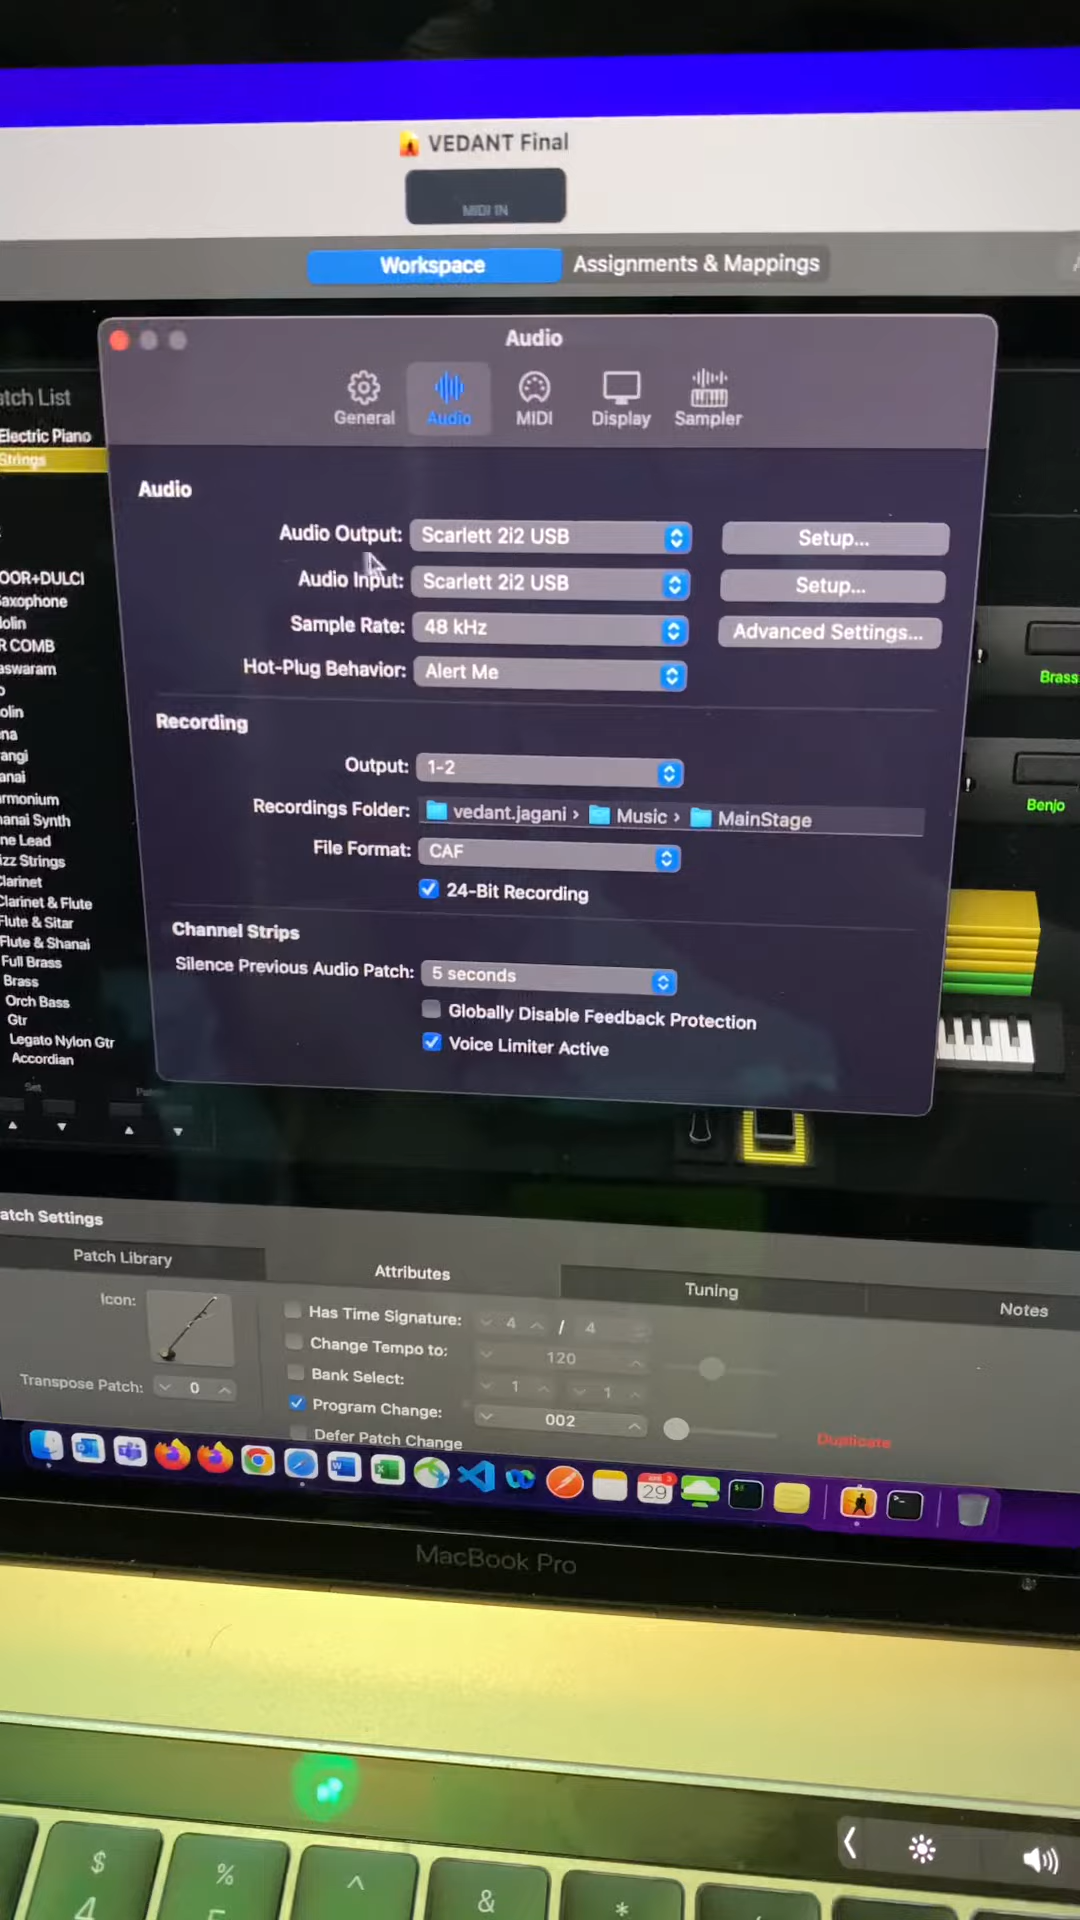 VEDANT Final
MIDI IN
Workspace
Assignments & Mappings
Audio
General
Audio
MIDI
Display
Sampler
Audio
Audio Output: Scarlett 2i2 USB Setup...
Audio Input: Scarlett 2i2 USB Setup...
Sample Rate: 48 kHz Advanced Settings...
Hot-Plug Behavior: Alert Me
Recording
Output: 1-2
Recordings Folder: vedant.jagani › Music › MainStage
File Format: CAF
24-Bit Recording
Channel Strips
Silence Previous Audio Patch: 5 seconds
Globally Disable Feedback Protection
Voice Limiter Active
atch List
Electric Piano
Strings
OOR+DULCI
axophone
olin
R COMB
aswaram
o
olin
na
angi
anai
rmonium
hanai Synth
ne Lead
izz Strings
Clarinet
Clarinet & Flute
Flute & Sitar
Flute & Shanai
Full Brass
Brass
Orch Bass
Gtr
Legato Nylon Gtr
Accordian
Set
Brass
Benjo
atch Settings
Patch Library
Attributes
Tuning
Notes
Icon:
Has Time Signature: 4 / 4
Change Tempo to: 120
Bank Select: 1 1
Transpose Patch: 0
Program Change: 002
Defer Patch Change
Duplicate
29
MacBook Pro
$ % ^ & *
4